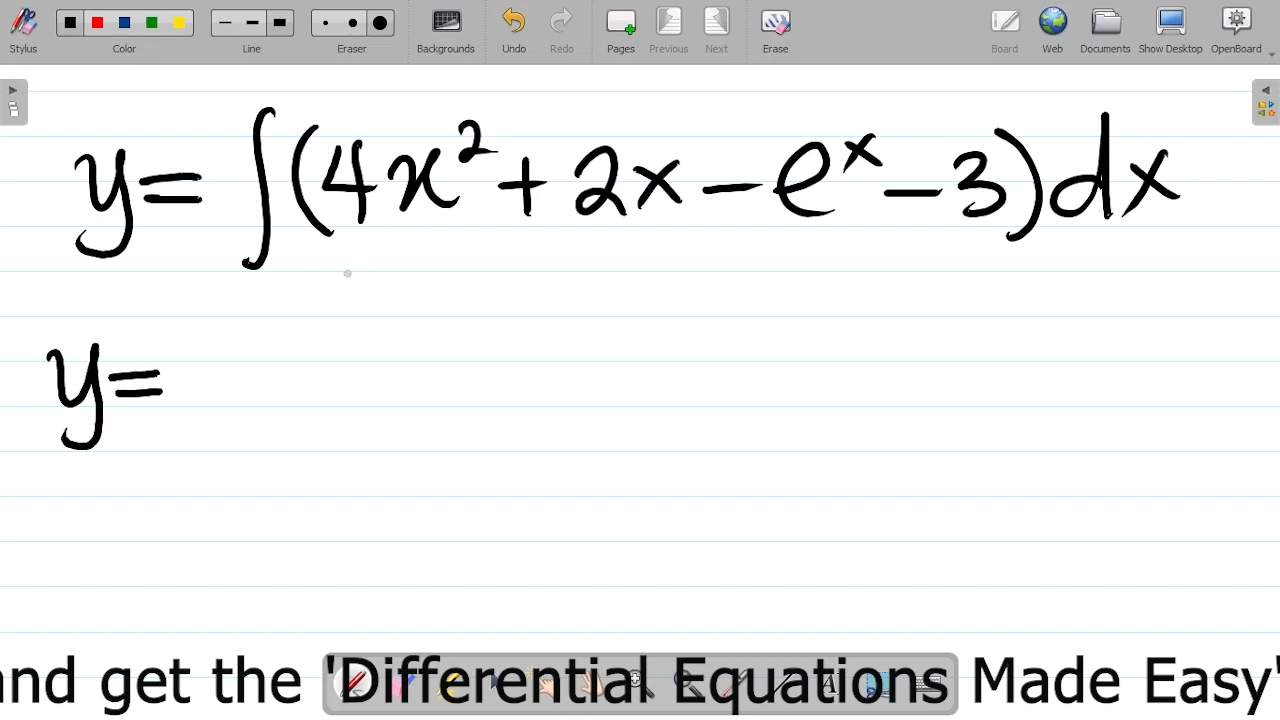 Stylus Color Line Eraser Backgrounds Undo Redo Pages Previous Next Erase Board Web Documents Show Desktop OpenBoard
y= ∫(4x²+2x-eˣ-3)dx
y=
and get the 'Differential Equations Made Easy'